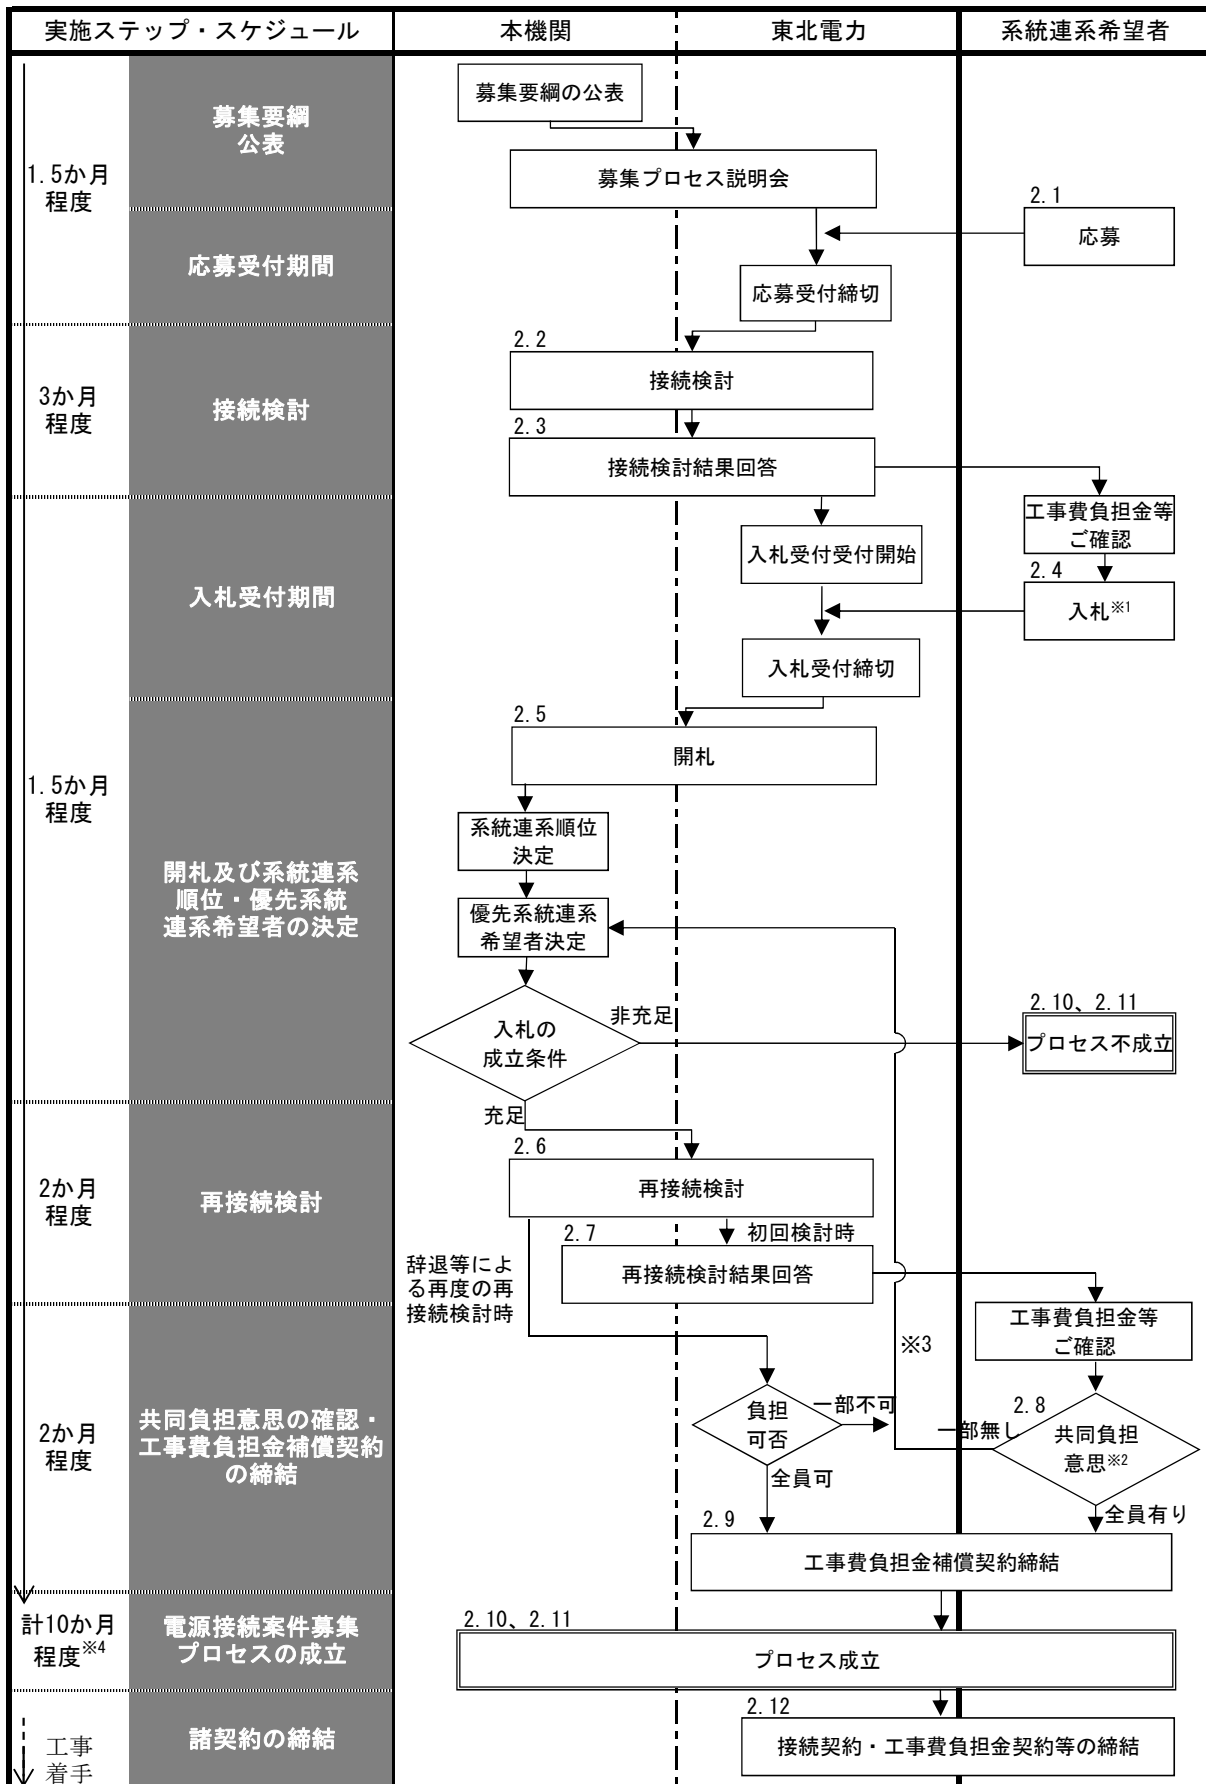 実施ステップ・スケジュール
本機関
東北電力
系統連系希望者
募集要綱の公表
募集要綱
公表
1.5か月
程度
募集プロセス説明会
2.1
応募
応募受付期間
応募受付締切
2.2
接続検討
3か月
程度
接続検討
2.3
接続検討結果回答
工事費負担金等
ご確認
入札受付受付開始
2.4
入札※1
入札受付期間
入札受付締切
2.5
開札
1.5か月
程度
系統連系順位
決定
開札及び系統連系
順位・優先系統
連系希望者の決定
優先系統連系
希望者決定
入札の
成立条件
非充足
2.10、2.11
プロセス不成立
充足
2.6
再接続検討
2か月
程度
再接続検討
2.7
初回検討時
再接続検討結果回答
辞退等によ
る再度の再
接続検討時
工事費負担金等
ご確認
※3
2か月
程度
共同負担意思の確認・
工事費負担金補償契約
の締結
負担
可否
一部不可
2.8
一部無し
共同負担
意思※2
全員可
全員有り
2.9
工事費負担金補償契約締結
計10か月
程度※4
電源接続案件募集
プロセスの成立
2.10、2.11
プロセス成立
2.12
諸契約の締結
接続契約・工事費負担金契約等の締結
工事
着手